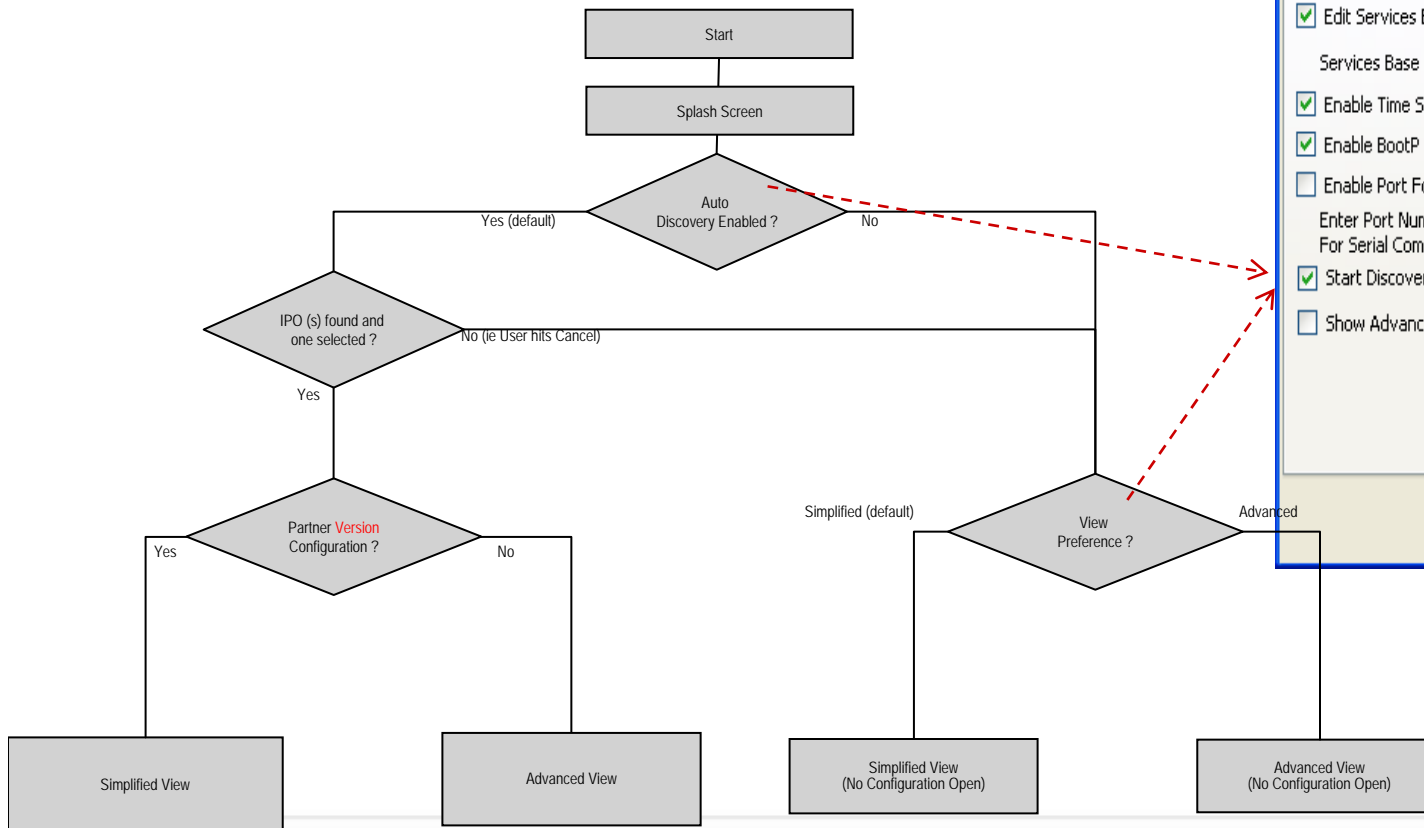 Start
Splash Screen
Auto
Discovery Enabled ?
Yes (default)
No
IPO (s) found and
one selected ?
No (ie User hits Cancel)
Yes
Partner Version
Configuration ?
Yes
No
Simplified (default)
View
Preference ?
Advanced
Simplified View
Advanced View
Simplified View
(No Configuration Open)
Advanced View
(No Configuration Open)
Edit Services
Services Base
Enable Time S
Enable BootP
Enable Port Fo
Enter Port Num
For Serial Com
Start Discover
Show Advanc